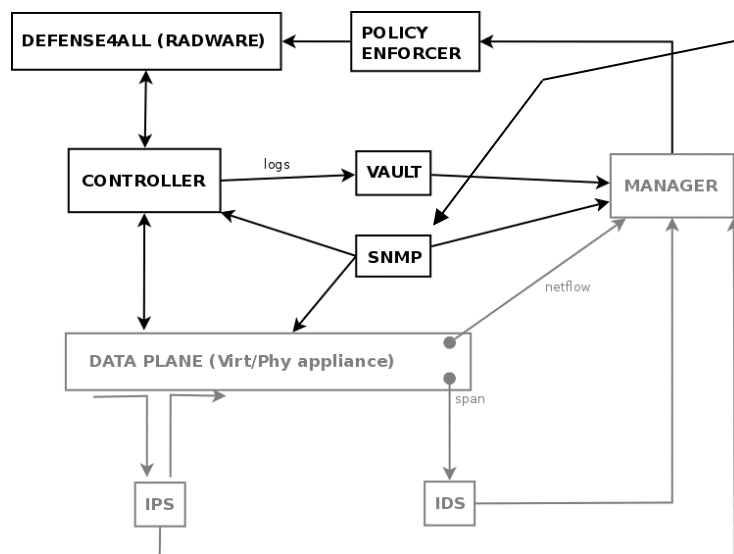 DEFENSE4ALL (RADWARE)
POLICY
ENFORCER
CONTROLLER
logs
VAULT
MANAGER
SNMP
netflow
DATA PLANE (Virt/Phy appliance)
span
IPS
IDS